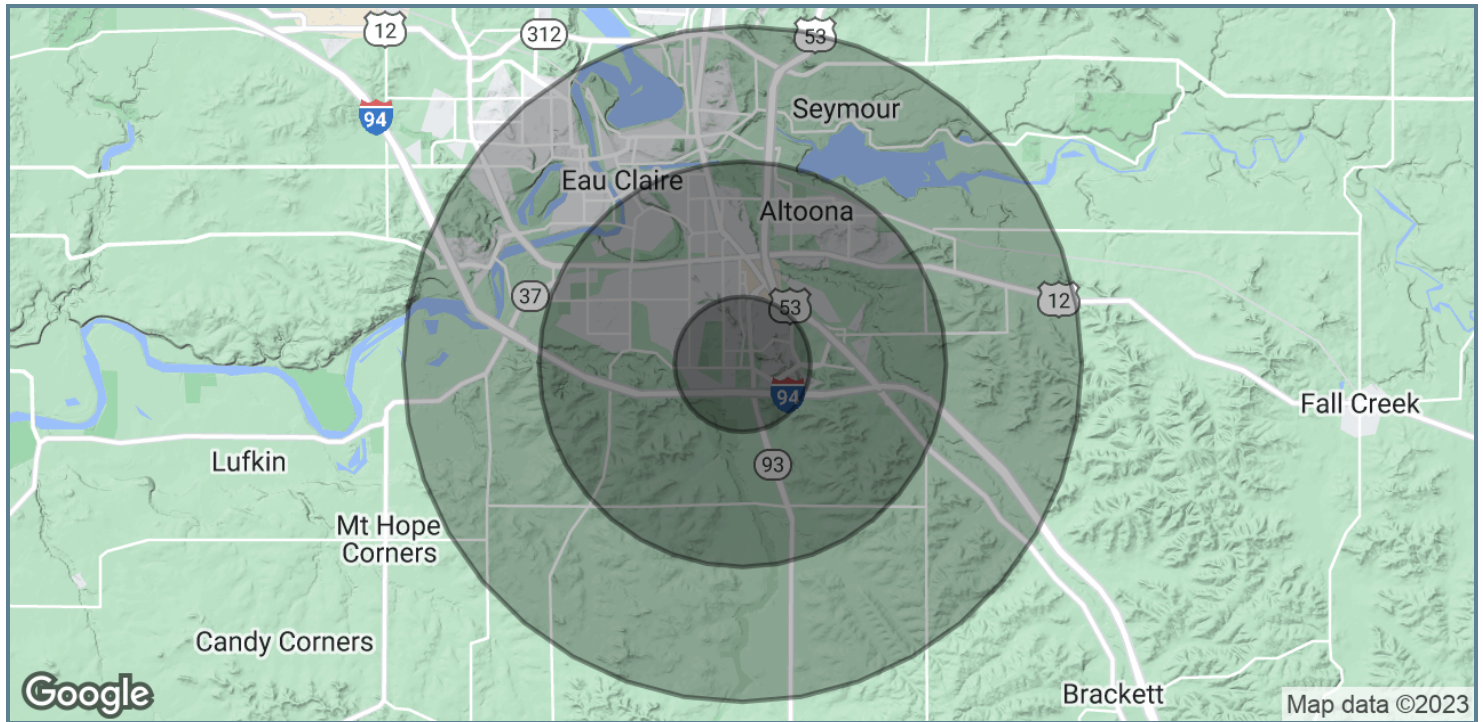 12
312
53
94
Seymour
Eau Claire
Altoona
37
53
12
94
Fall Creek
Lufkin
93
Mt Hope
Corners
Candy Corners
Brackett
Google
Map data ©2023